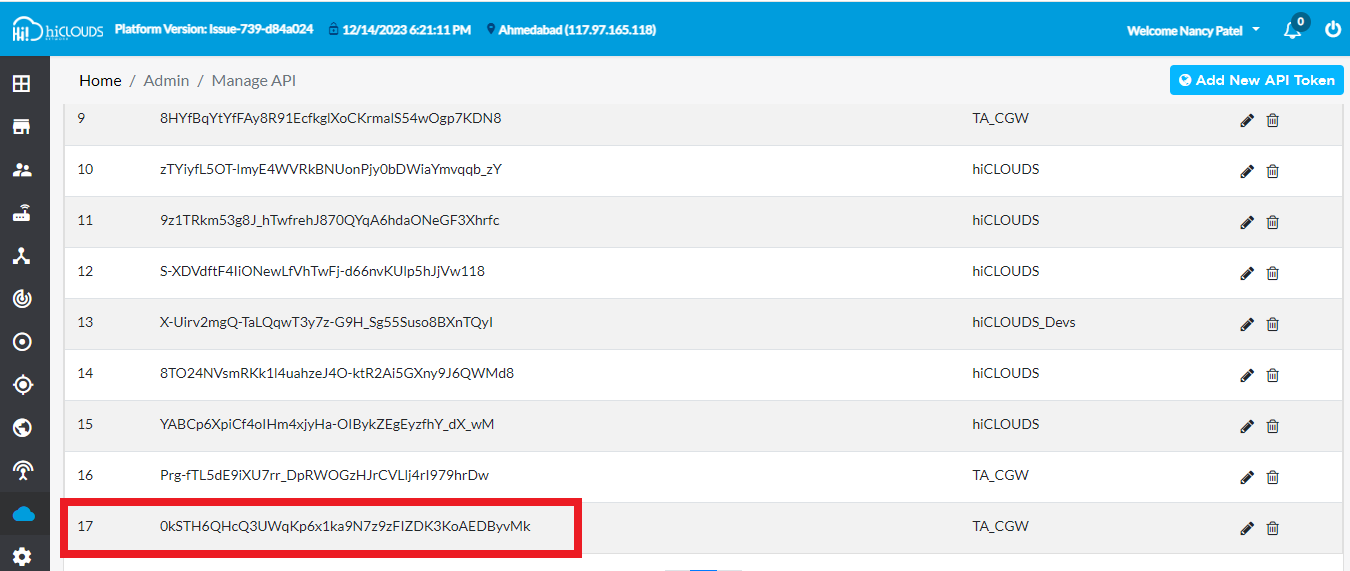 hiCLOUDS
NETWORK
Platform Version: Issue-739-d84a024 12/14/2023 6:21:11 PM Ahmedabad (117.97.165.118) Welcome Nancy Patel 0
Home / Admin / Manage API Add New API Token
9 8HYfBqYtYfFAy8R91EcfkglXoCKrmalS54wOgp7KDN8 TA_CGW
10 zTYiyfL5OT-lmyE4WVRkBNUonPjy0bDWiaYmvqqb_zY hiCLOUDS
11 9z1TRkm53g8J_hTwfrehJ870QYqA6hdaONeGF3Xhrfc hiCLOUDS
12 S-XDVdftF4IiONewLfVhTwFj-d66nvKUlp5hJjVw118 hiCLOUDS
13 X-Uirv2mgQ-TaLQqwT3y7z-G9H_Sg55Suso8BXnTQyI hiCLOUDS_Devs
14 8TO24NVsmRKk1l4uahzeJ4O-ktR2Ai5GXny9J6QWMd8 hiCLOUDS
15 YABCp6XpiCf4oIHm4xjyHa-OIBykZEgEyzfhY_dX_wM hiCLOUDS
16 Prg-fTL5dE9iXU7rr_DpRWOGzHJrCVLlj4rI979hrDw TA_CGW
17 0kSTH6QHcQ3UWqKp6x1ka9N7z9zFIZDK3KoAEDByvMk TA_CGW